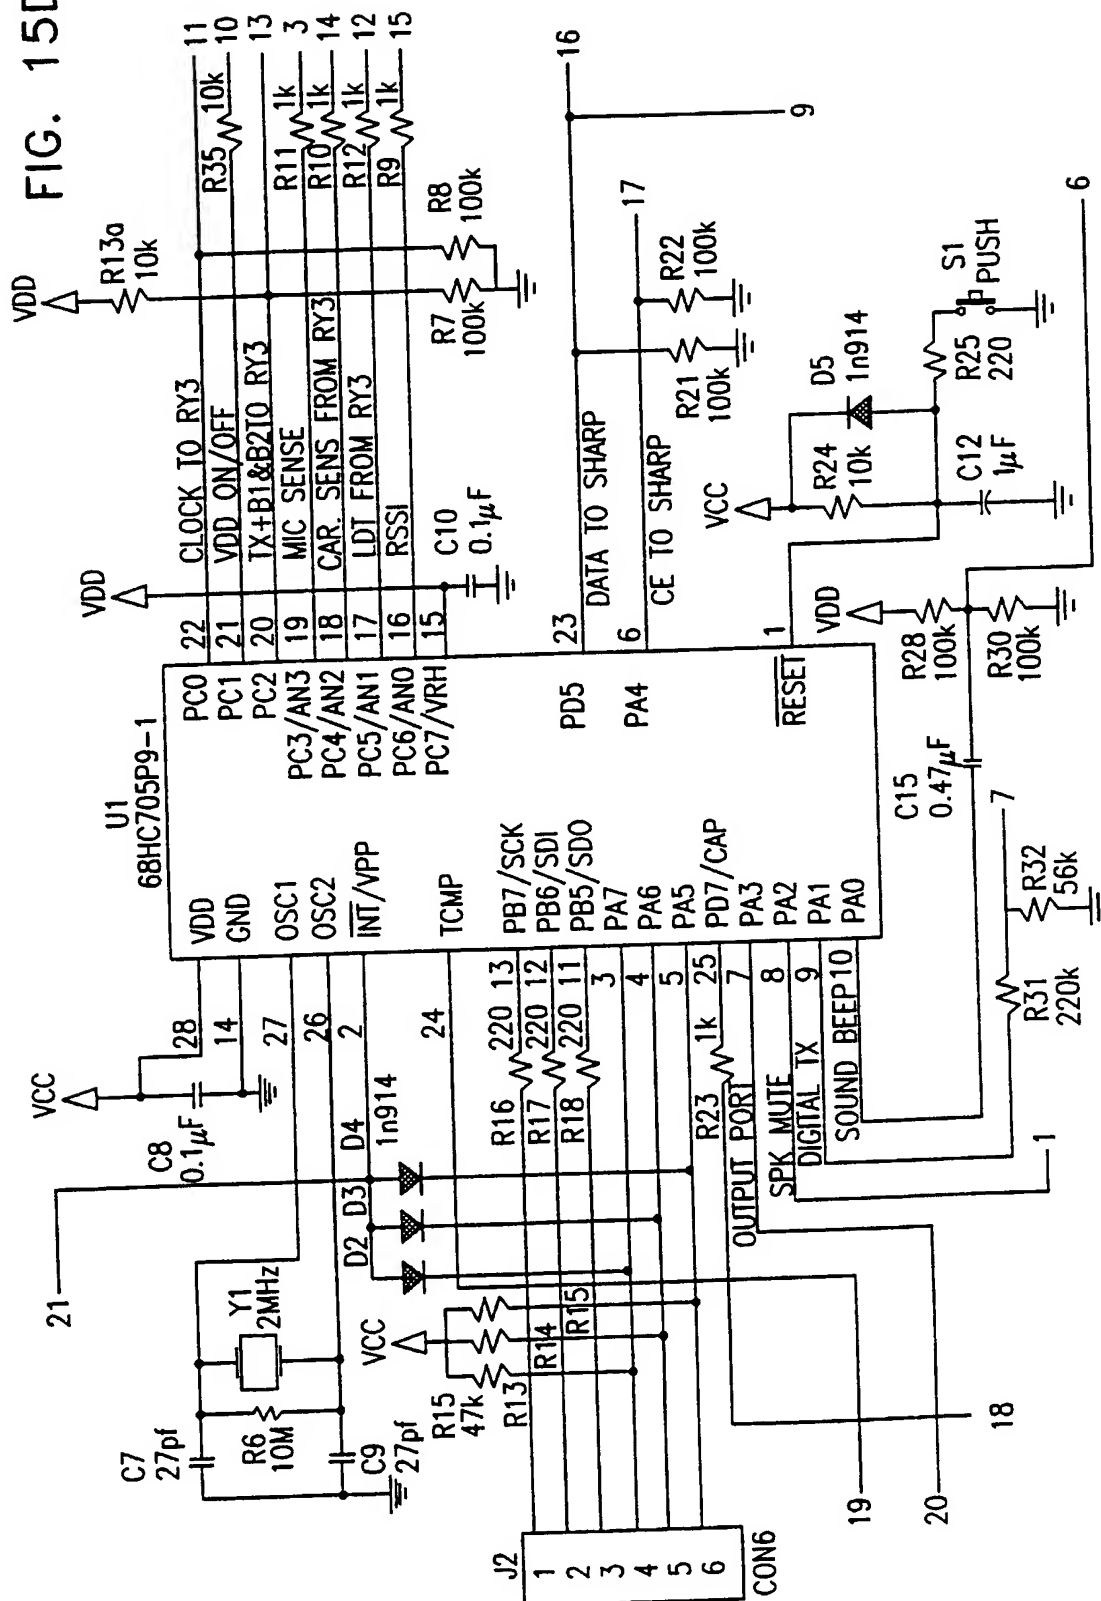 FIG. 15D
VDD
R13a
10k
11
10
13
3
14
12
15
R35
10k
R11
1k
R10
1k
R12
1k
R9
1k
R8
100k
R7
100k
VDD
CLOCK TO RY3
VDD ON/OFF
TX+B1&B2TO RY3
MIC SENSE
CAR. SENS FROM RY3
LDT FROM RY3
RSSI
C10
0.1µF
22
21
20
19
18
17
16
15
U1
68HC705P9-1
PC0
PC1
PC2
PC3/AN3
PC4/AN2
PC5/AN1
PC6/AN0
PC7/VRH
PD5
PA4
RESET
23
DATA TO SHARP
6
CE TO SHARP
1
16
9
17
R22
100k
R21
100k
VCC
R24
10k
D5
1n914
R25
220
S1
PUSH
C12
1µF
6
VDD
R28
100k
R30
100k
C15
0.47µF
7
R32
56k
R31
220k
VDD
GND
OSC1
OSC2
INT/VPP
TCMP
PB7/SCK
PB6/SDI
PB5/SDO
PA7
PA6
PA5
PD7/CAP
PA3
PA2
PA1
PA0
28
14
27
26
2
24
13
12
11
3
4
5
25
7
8
9
10
VCC
C8
0.1µF
D4
1n914
D3
D2
R16
220
R17
220
R18
220
R23
1k
OUTPUT PORT
SPK MUTE
DIGITAL TX
SOUND BEEP
1
21
Y1
2MHz
R6
10M
C7
27pf
C9
27pf
VCC
R15
47k
R13
R14
R15
J2
1
2
3
4
5
6
CON6
19
20
18